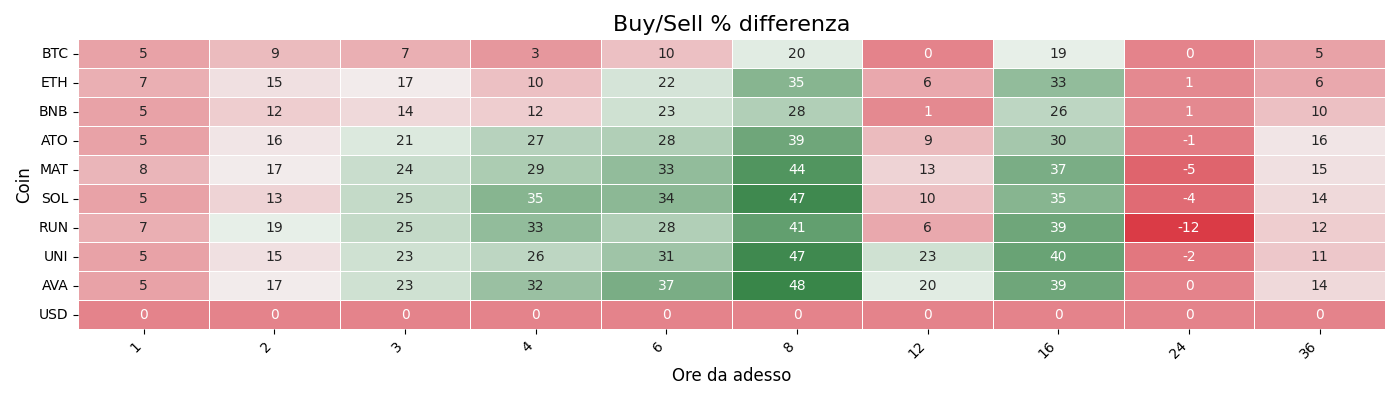 Buy/Sell % differenza
Coin
BTC 5 9 7 3 10 20 0 19 0 5
ETH 7 15 17 10 22 35 6 33 1 6
BNB 5 12 14 12 23 28 1 26 1 10
ATO 5 16 21 27 28 39 9 30 -1 16
MAT 8 17 24 29 33 44 13 37 -5 15
SOL 5 13 25 35 34 47 10 35 -4 14
RUN 7 19 25 33 28 41 6 39 -12 12
UNI 5 15 23 26 31 47 23 40 -2 11
AVA 5 17 23 32 37 48 20 39 0 14
USD 0 0 0 0 0 0 0 0 0 0
1 2 3 4 6 8 12 16 24 36
Ore da adesso